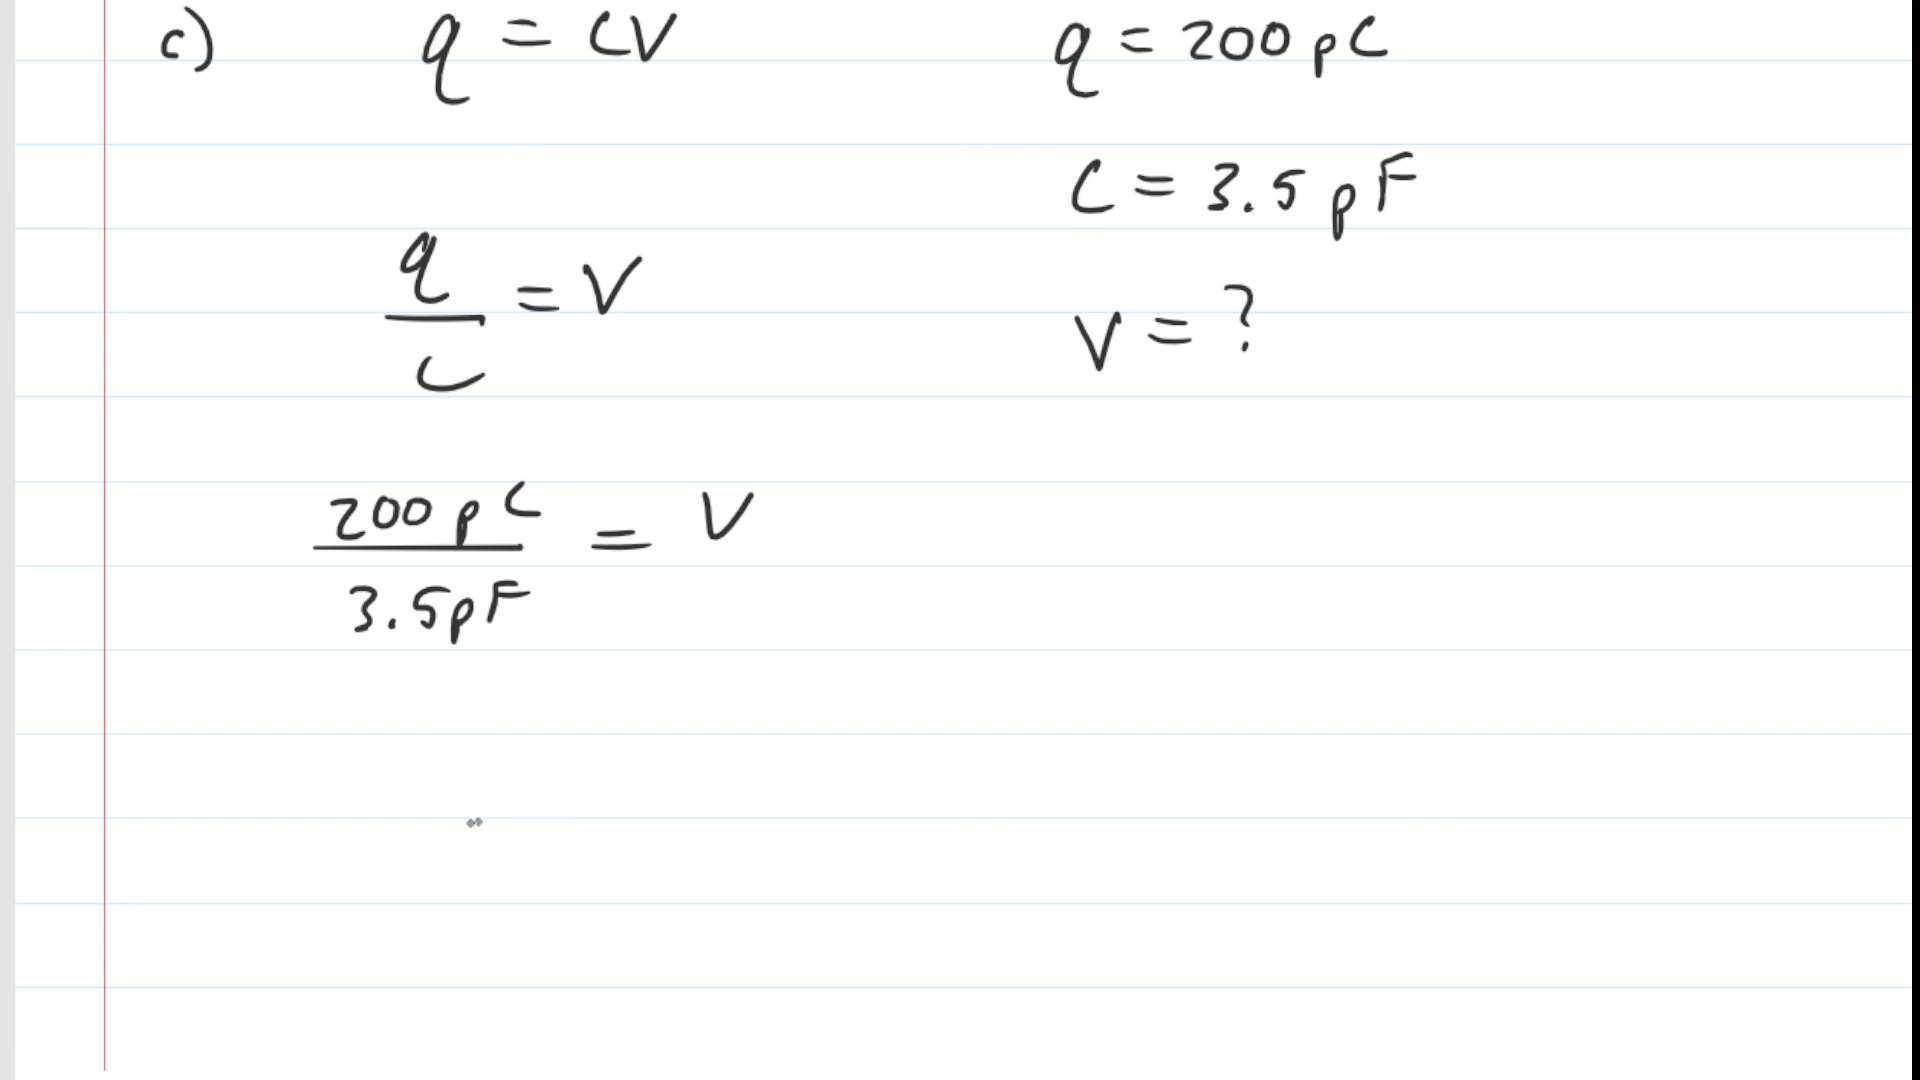 c) q = CV q = 200 pC
C = 3.5 pF
q/C = V V = ?
200 pC / 3.5 pF = V